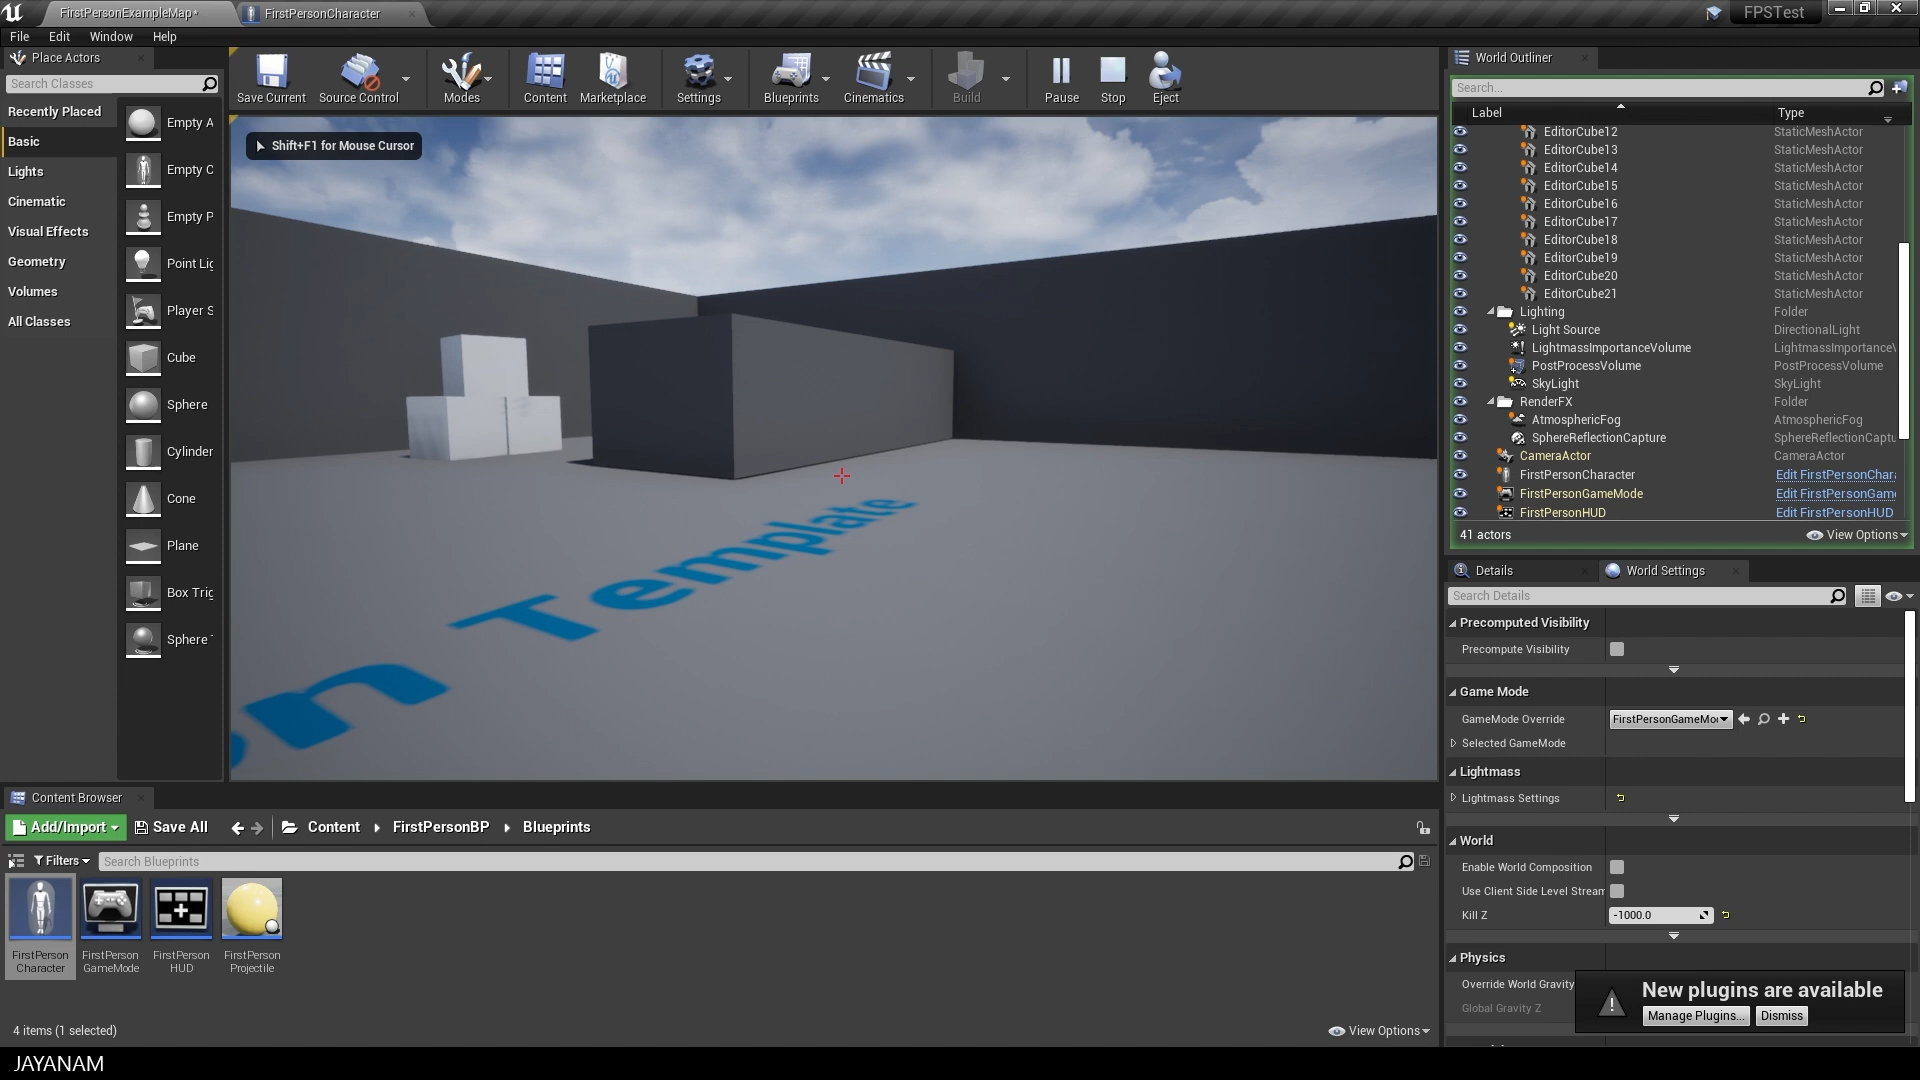 FirstPersonExampleMap*
FirstPersonCharacter
FPSTest
File Edit Window Help
Place Actors
Search Classes
Recently Placed
Basic
Lights
Cinematic
Visual Effects
Geometry
Volumes
All Classes
Empty A
Empty C
Empty P
Point Lig
Player S
Cube
Sphere
Cylinder
Cone
Plane
Box Trig
Sphere T
Save Current
Source Control
Modes
Content
Marketplace
Settings
Blueprints
Cinematics
Build
Pause
Stop
Eject
Shift+F1 for Mouse Cursor
on Template
World Outliner
Search...
Label Type
EditorCube12 StaticMeshActor
EditorCube13 StaticMeshActor
EditorCube14 StaticMeshActor
EditorCube15 StaticMeshActor
EditorCube16 StaticMeshActor
EditorCube17 StaticMeshActor
EditorCube18 StaticMeshActor
EditorCube19 StaticMeshActor
EditorCube20 StaticMeshActor
EditorCube21 StaticMeshActor
Lighting Folder
Light Source DirectionalLight
LightmassImportanceVolume LightmassImportanceV
PostProcessVolume PostProcessVolume
SkyLight SkyLight
RenderFX Folder
AtmosphericFog AtmosphericFog
SphereReflectionCapture SphereReflectionCaptu
CameraActor CameraActor
FirstPersonCharacter Edit FirstPersonChar
FirstPersonGameMode Edit FirstPersonGame
FirstPersonHUD Edit FirstPersonHUD
41 actors
View Options
Details
World Settings
Search Details
Precomputed Visibility
Precompute Visibility
Game Mode
GameMode Override FirstPersonGameMod
Selected GameMode
Lightmass
Lightmass Settings
World
Enable World Composition
Use Client Side Level Stream
Kill Z -1000.0
Physics
Override World Gravity
Global Gravity Z
New plugins are available
Manage Plugins... Dismiss
Content Browser
Add/Import Save All Content FirstPersonBP Blueprints
Filters Search Blueprints
FirstPerson Character
FirstPerson GameMode
FirstPerson HUD
FirstPerson Projectile
4 items (1 selected)
View Options
JAYANAM